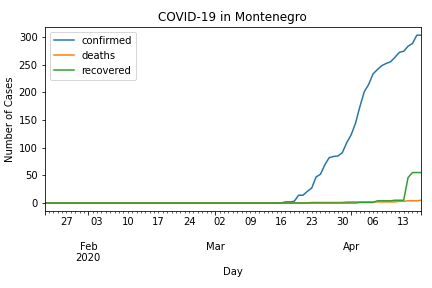 COVID-19 in Montenegro
confirmed
deaths
recovered
Number of Cases
300
250
200
150
100
50
0
27 03 10 17 24 02 09 16 23 30 06 13
Feb Mar Apr
2020
Day